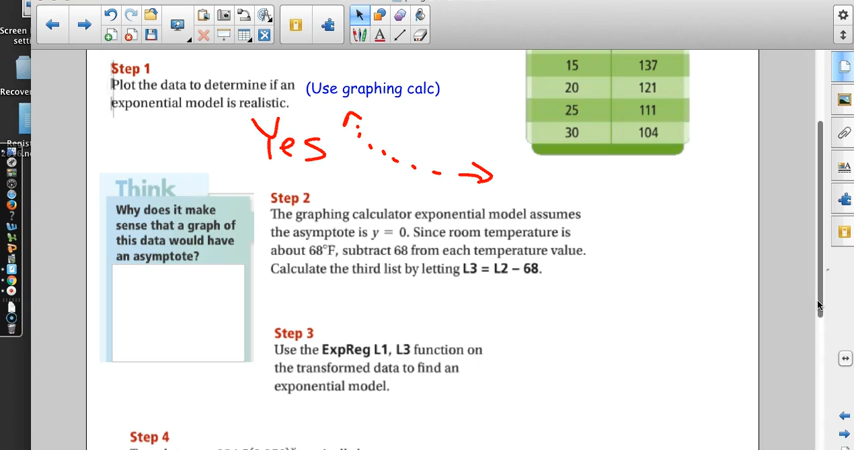 Screen
setti
Recover
Regist
Step 1
Plot the data to determine if an
exponential model is realistic.
(Use graphing calc)
Yes
15 137
20 121
25 111
30 104
Think
Why does it make
sense that a graph of
this data would have
an asymptote?
Step 2
The graphing calculator exponential model assumes
the asymptote is y = 0. Since room temperature is
about 68°F, subtract 68 from each temperature value.
Calculate the third list by letting L3 = L2 – 68.
Step 3
Use the ExpReg L1, L3 function on
the transformed data to find an
exponential model.
Step 4